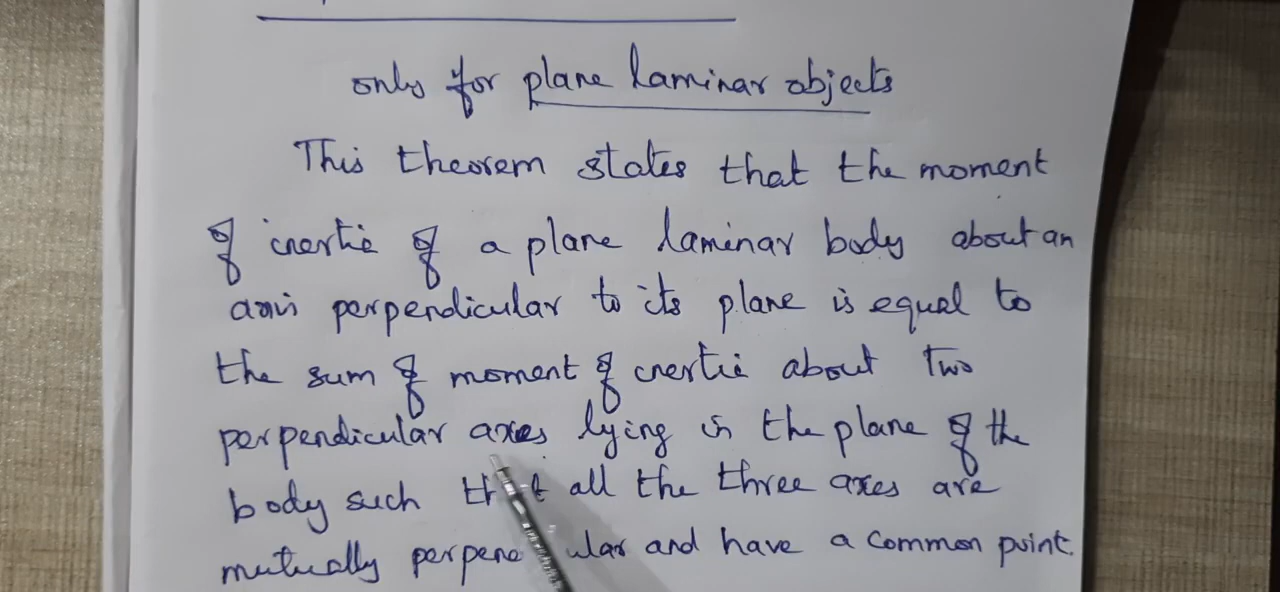 only for plane laminar objects
This theorem states that the moment
of inertia of a plane laminar body about an
axis perpendicular to its plane is equal to
the sum of moment of inertia about two
perpendicular axes lying in the plane of the
body such that all the three axes are
mutually perpendicular and have a common point.